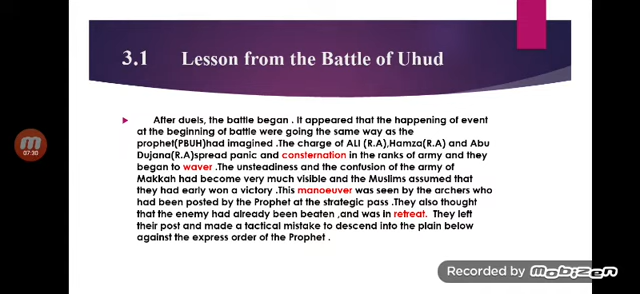 3.1 Lesson from the Battle of Uhud
After duels, the battle began . It appeared that the happening of event
at the beginning of battle were going the same way as the
prophet(PBUH)had imagined .The charge of ALI (R.A),Hamza(R.A) and Abu
Dujana(R.A)spread panic and consternation in the ranks of army and they
began to waver .The unsteadiness and the confusion of the army of
Makkah had become very much visible and the Muslims assumed that
they had early won a victory .This manoeuver was seen by the archers who
had been posted by the Prophet at the strategic pass .They also thought
that the enemy had already been beaten ,and was in retreat. They left
their post and made a tactical mistake to descend into the plain below
against the express order of the Prophet .
m
07:20
Recorded by Mobizen